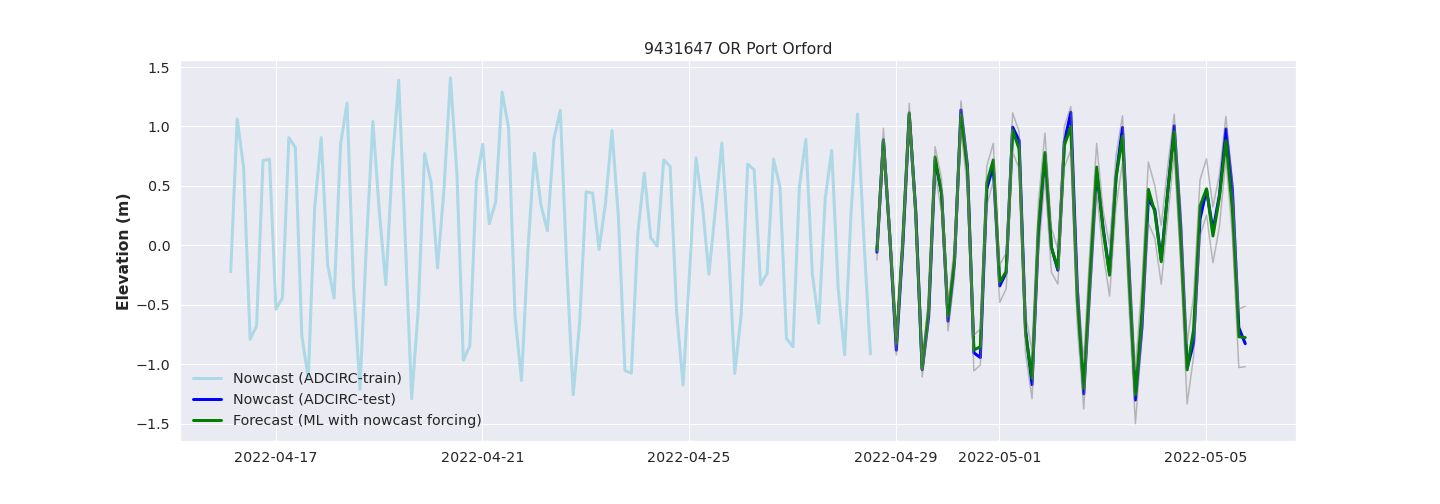 9431647 OR Port Orford
1.5
1.0
0.5
0.0
−0.5
−1.0
−1.5
Elevation (m)
Nowcast (ADCIRC-train)
Nowcast (ADCIRC-test)
Forecast (ML with nowcast forcing)
2022-04-17
2022-04-21
2022-04-25
2022-04-29
2022-05-01
2022-05-05